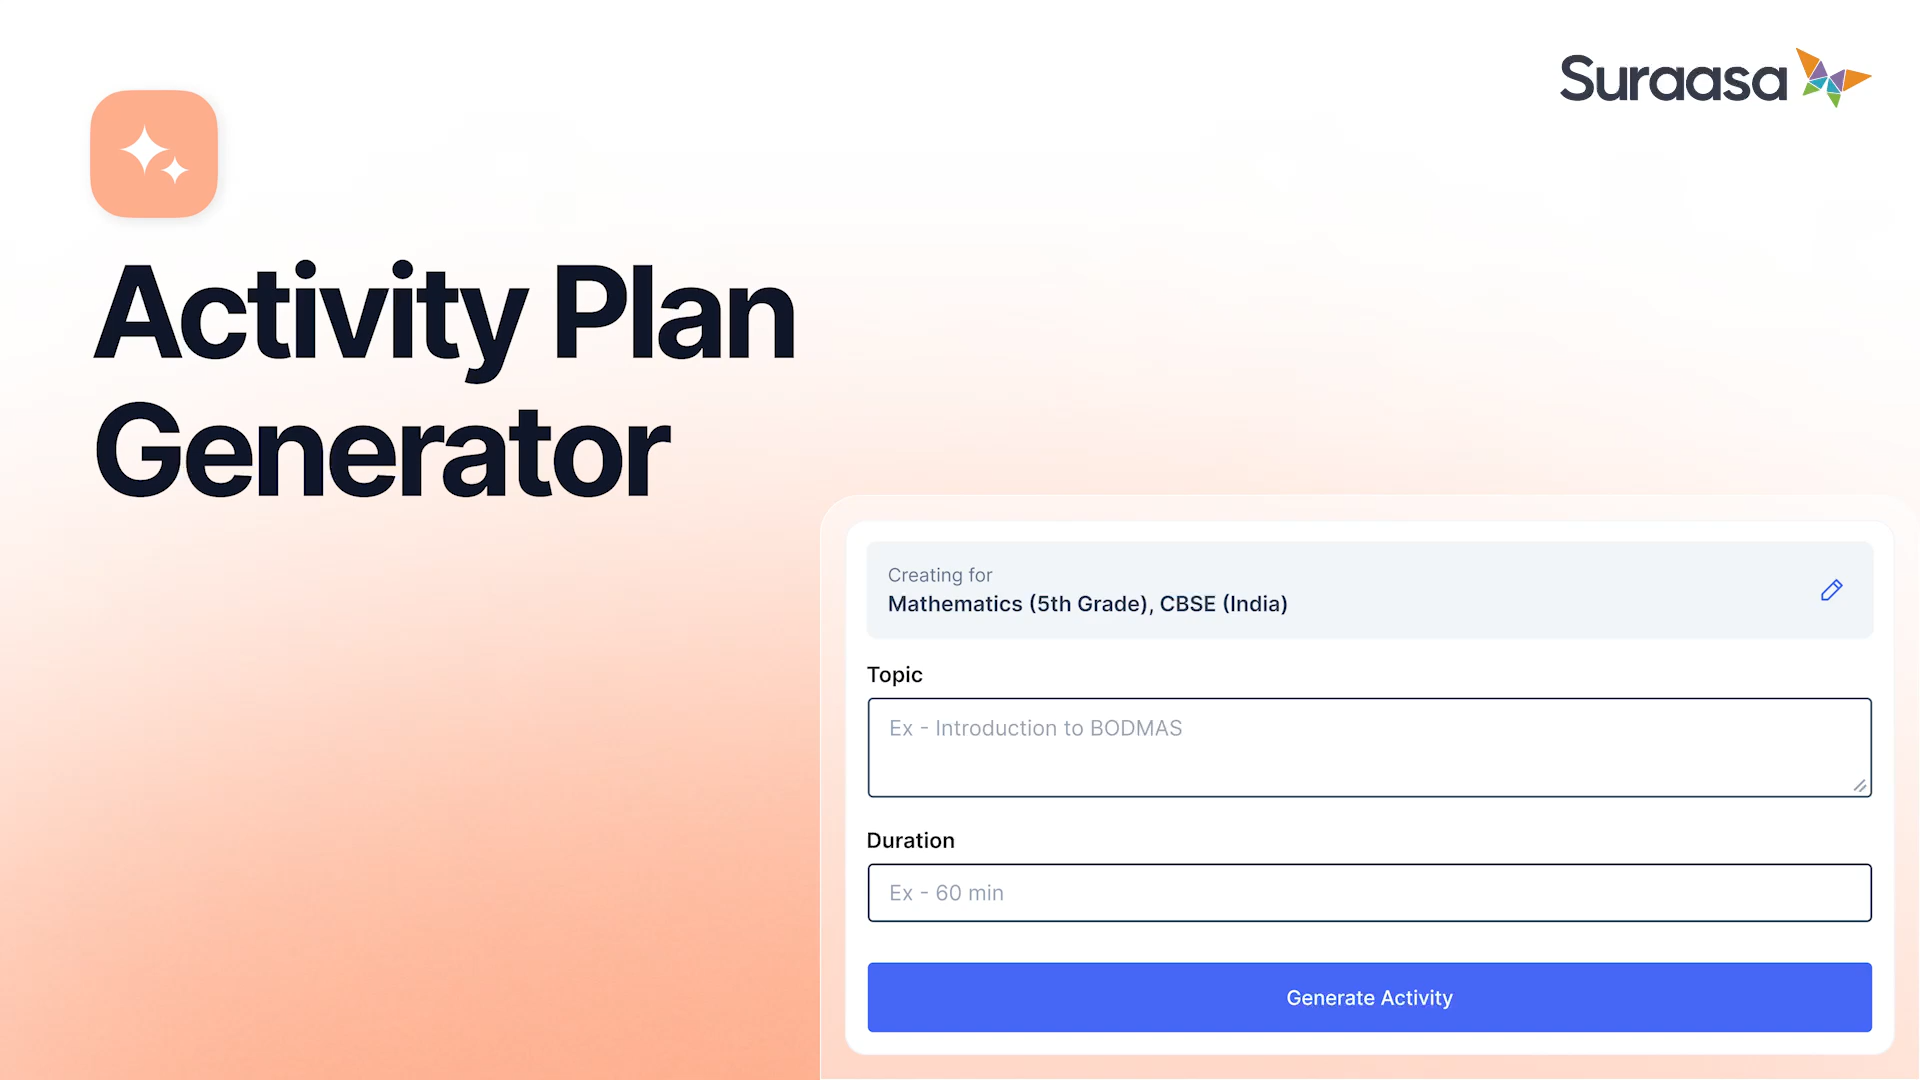 Suraasa
Activity Plan
Generator
Creating for
Mathematics (5th Grade), CBSE (India)
Topic
Ex - Introduction to BODMAS
Duration
Ex - 60 min
Generate Activity